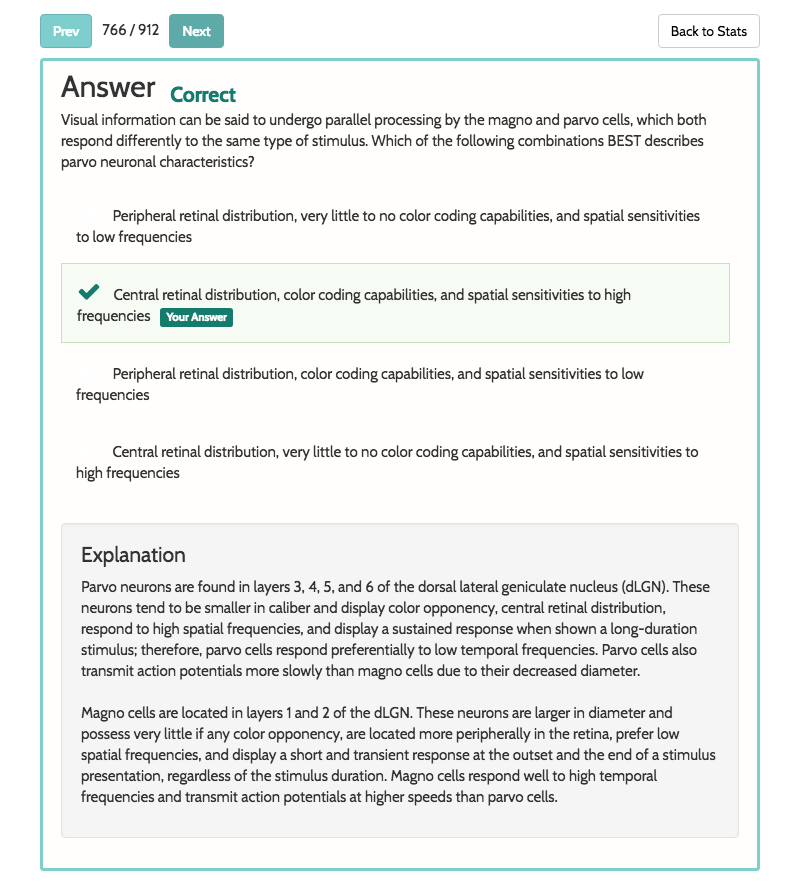 Prev 766 / 912 Next Back to Stats
Answer Correct
Visual information can be said to undergo parallel processing by the magno and parvo cells, which both
respond differently to the same type of stimulus. Which of the following combinations BEST describes
parvo neuronal characteristics?
Peripheral retinal distribution, very little to no color coding capabilities, and spatial sensitivities
to low frequencies
Central retinal distribution, color coding capabilities, and spatial sensitivities to high
frequencies Your Answer
Peripheral retinal distribution, color coding capabilities, and spatial sensitivities to low
frequencies
Central retinal distribution, very little to no color coding capabilities, and spatial sensitivities to
high frequencies
Explanation
Parvo neurons are found in layers 3, 4, 5, and 6 of the dorsal lateral geniculate nucleus (dLGN). These
neurons tend to be smaller in caliber and display color opponency, central retinal distribution,
respond to high spatial frequencies, and display a sustained response when shown a long-duration
stimulus; therefore, parvo cells respond preferentially to low temporal frequencies. Parvo cells also
transmit action potentials more slowly than magno cells due to their decreased diameter.
Magno cells are located in layers 1 and 2 of the dLGN. These neurons are larger in diameter and
possess very little if any color opponency, are located more peripherally in the retina, prefer low
spatial frequencies, and display a short and transient response at the outset and the end of a stimulus
presentation, regardless of the stimulus duration. Magno cells respond well to high temporal
frequencies and transmit action potentials at higher speeds than parvo cells.